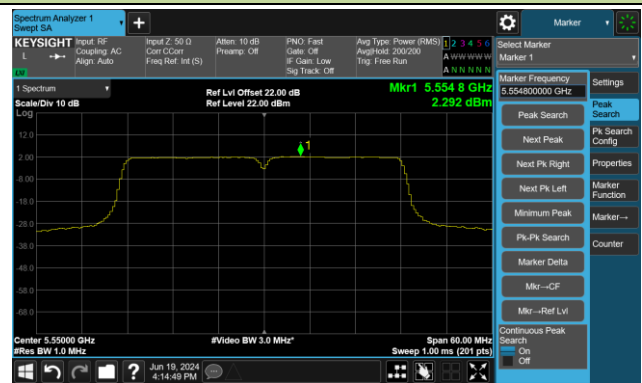 Spectrum Analyzer 1
Swept SA
Marker
KEYSIGHT
L
Input: RF
Coupling: AC
Align: Auto
Input Z: 50 Ω
Corr CCorr
Freq Ref: Int (S)
Atten: 10 dB
Preamp: Off
PNO: Fast
Gate: Off
IF Gain: Low
Sig Track: Off
Avg Type: Power (RMS)
Avg|Hold: 200/200
Trig: Free Run
1 2 3 4 5 6
A W W W W W
A N N N N N
LXI
Select Marker
Marker 1
1 Spectrum
Scale/Div 10 dB
Log
Ref Lvl Offset 22.00 dB
Ref Level 22.00 dBm
Mkr1 5.554 8 GHz
2.292 dBm
12.0
2.00
-8.00
-18.0
-28.0
-38.0
-48.0
-58.0
-68.0
1
Center 5.55000 GHz
#Res BW 1.0 MHz
#Video BW 3.0 MHz*
Span 60.00 MHz
Sweep 1.00 ms (201 pts)
Marker Frequency
5.554800000 GHz
Peak Search
Next Peak
Next Pk Right
Next Pk Left
Minimum Peak
Pk-Pk Search
Marker Delta
Mkr→CF
Mkr→Ref Lvl
Continuous Peak
Search
On
Off
Settings
Peak
Search
Pk Search
Config
Properties
Marker
Function
Marker→
Counter
?
Jun 19, 2024
4:14:49 PM